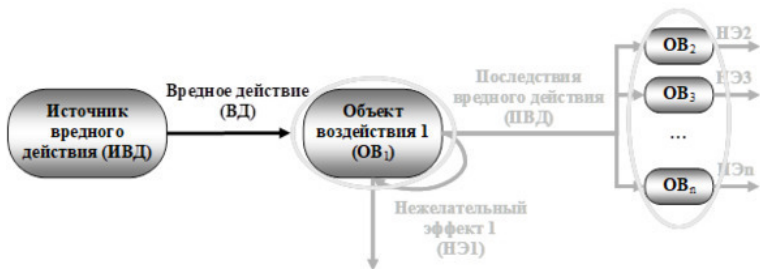 Источник
вредного
действия (ИВД)
Вредное действие
(ВД)
Объект
воздействия 1
(ОВ₁)
Последствия
вредного действия
(ПВД)
Нежелательный
эффект 1
(НЭ1)
ОВ₂
НЭ2
ОВ₃
НЭ3
...
ОВₙ
НЭn